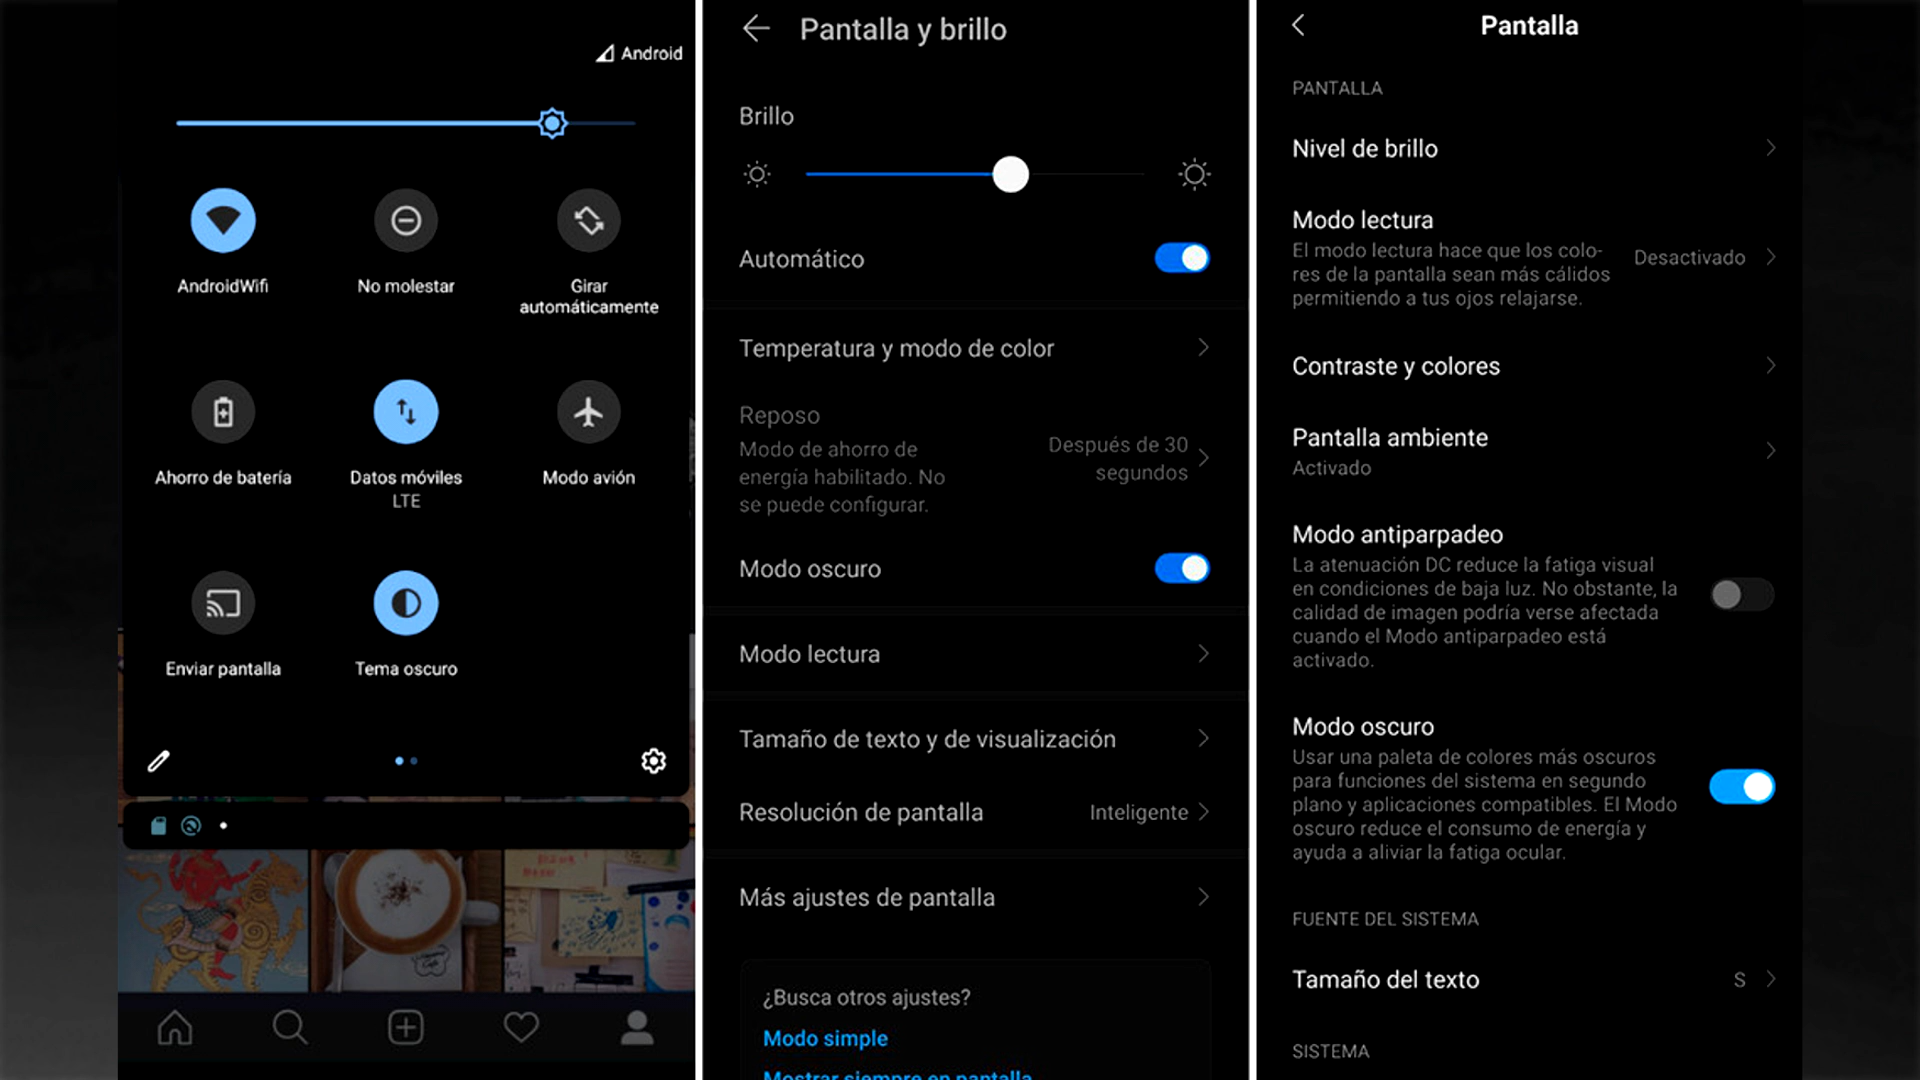 Android
AndroidWifi
No molestar
Girar
automáticamente
Ahorro de batería
Datos móviles
LTE
Modo avión
Enviar pantalla
Tema oscuro
Pantalla y brillo
Brillo
Automático
Temperatura y modo de color
Reposo
Modo de ahorro de
energía habilitado. No
se puede configurar.
Después de 30
segundos
Modo oscuro
Modo lectura
Tamaño de texto y de visualización
Resolución de pantalla
Inteligente
Más ajustes de pantalla
¿Busca otros ajustes?
Modo simple
Mostrar siempre en pantalla
Pantalla
PANTALLA
Nivel de brillo
Modo lectura
El modo lectura hace que los colo-
res de la pantalla sean más cálidos
permitiendo a tus ojos relajarse.
Desactivado
Contraste y colores
Pantalla ambiente
Activado
Modo antiparpadeo
La atenuación DC reduce la fatiga visual
en condiciones de baja luz. No obstante, la
calidad de imagen podría verse afectada
cuando el Modo antiparpadeo está
activado.
Modo oscuro
Usar una paleta de colores más oscuros
para funciones del sistema en segundo
plano y aplicaciones compatibles. El Modo
oscuro reduce el consumo de energía y
ayuda a aliviar la fatiga ocular.
FUENTE DEL SISTEMA
Tamaño del texto
S
SISTEMA